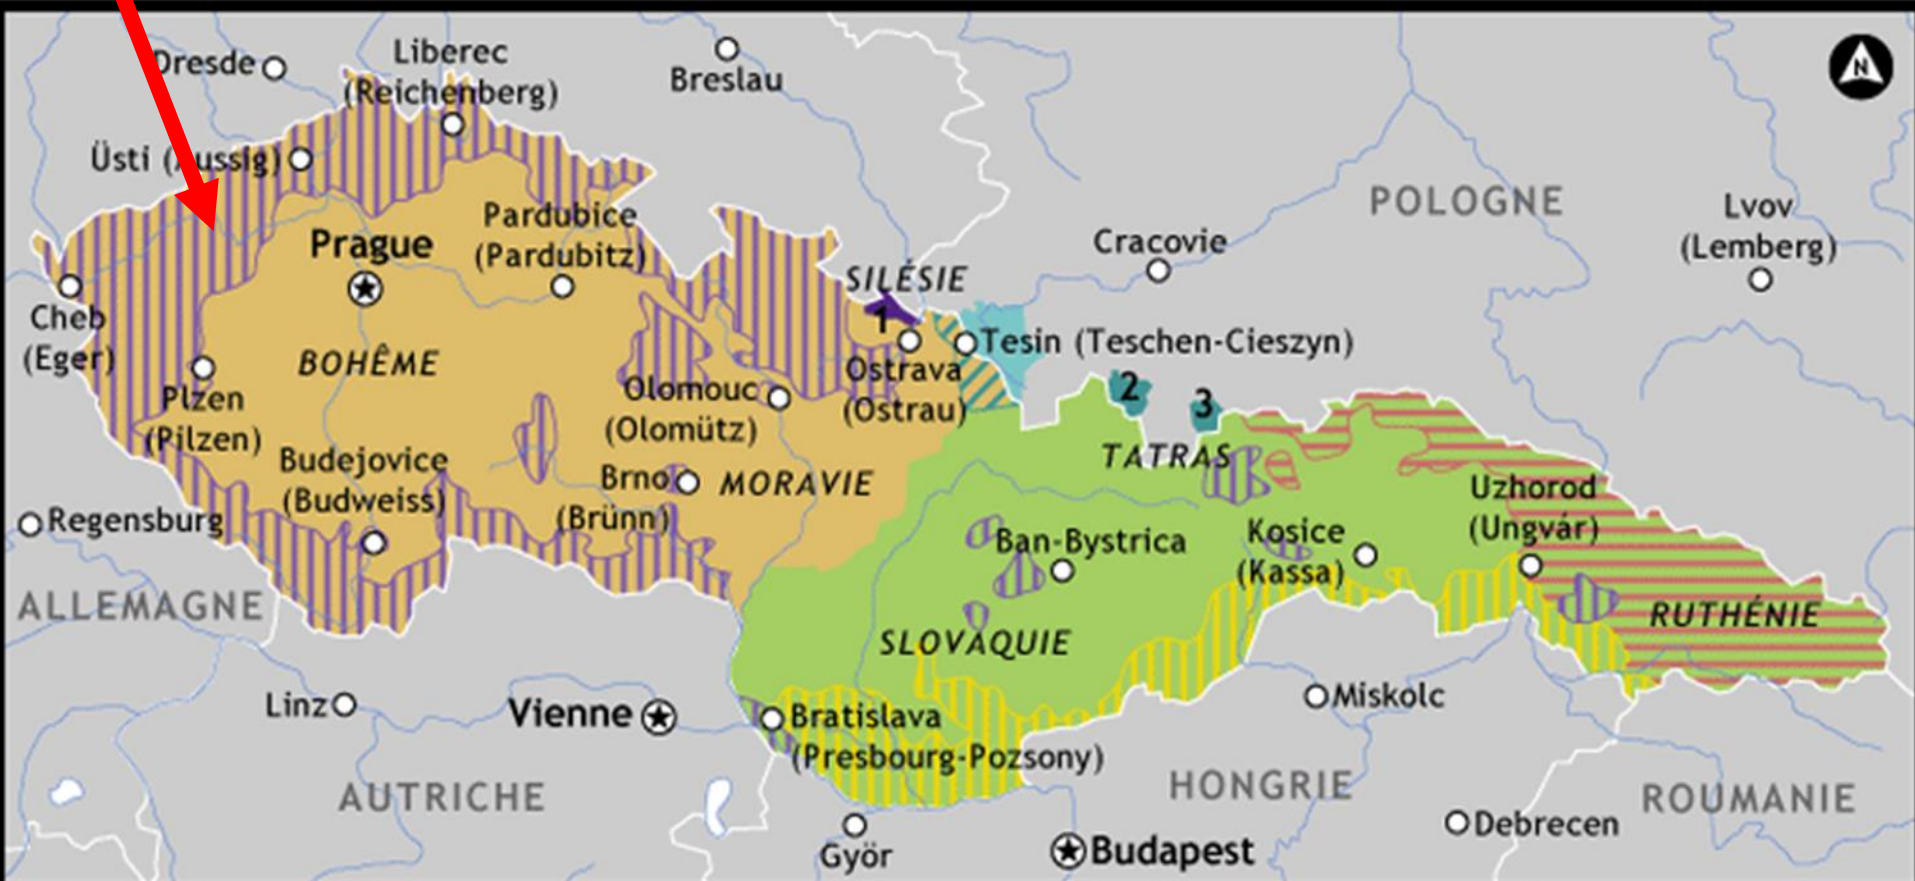 N
Dresde
Liberec
(Reichenberg)
Breslau
Üsti (Aussig)
POLOGNE
Lvov
(Lemberg)
Pardubice
(Pardubitz)
Prague
Cracovie
SILÉSIE
Cheb
(Eger)
1
Tesin (Teschen-Cieszyn)
BOHÊME
Ostrava
(Ostrau)
2
3
Plzen
(Pilzen)
Olomouc
(Olomütz)
TATRAS
Budejovice
(Budweiss)
Brno
(Brünn)
MORAVIE
Uzhorod
(Ungvár)
Regensburg
Ban-Bystrica
Kosice
(Kassa)
ALLEMAGNE
RUTHÉNIE
SLOVAQUIE
Linz
Vienne
Bratislava
(Presbourg-Pozsony)
Miskolc
AUTRICHE
HONGRIE
ROUMANIE
Györ
Budapest
Debrecen